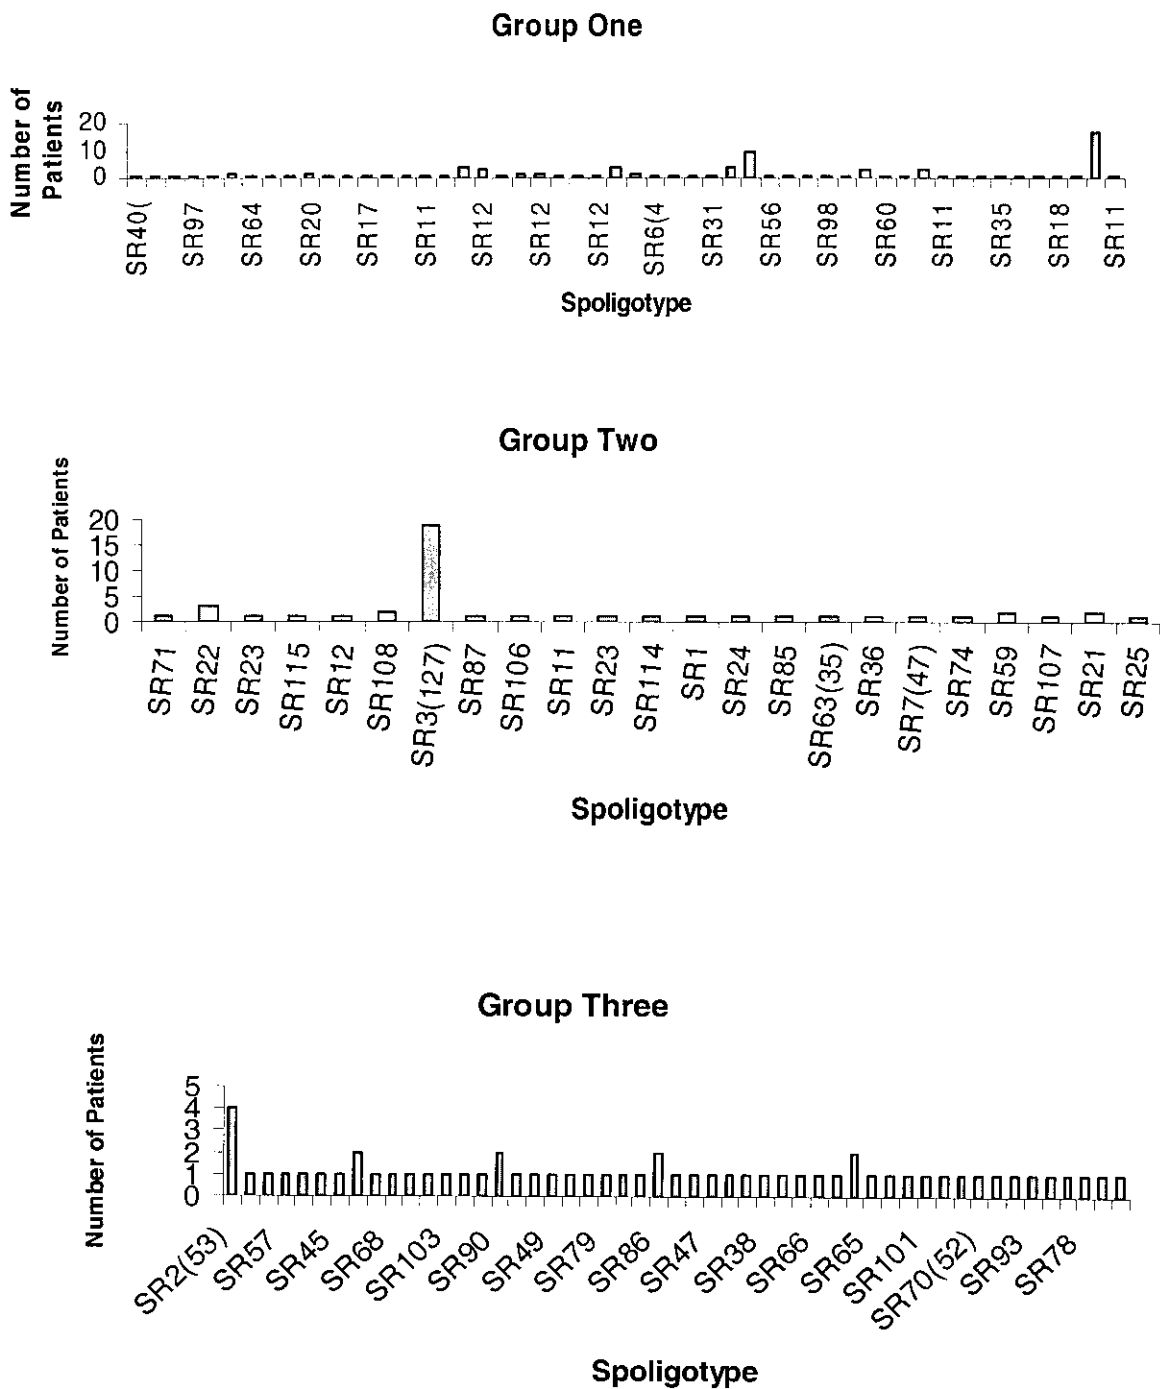 Group One
Number of
Patients
20
10
0
SR40(
SR97
SR64
SR20
SR17
SR11
SR12
SR12
SR12
SR6(4
SR31
SR56
SR98
SR60
SR11
SR35
SR18
SR11
Spoligotype
Group Two
Number of Patients
20
15
10
5
0
SR71
SR22
SR23
SR115
SR12
SR108
SR3(127)
SR87
SR106
SR11
SR23
SR114
SR1
SR24
SR85
SR63(35)
SR36
SR7(47)
SR74
SR59
SR107
SR21
SR25
Spoligotype
Group Three
Number of Patients
5
4
3
2
1
0
SR2(53)
SR57
SR45
SR68
SR103
SR90
SR49
SR79
SR86
SR47
SR38
SR66
SR65
SR101
SR70(52)
SR93
SR78
Spoligotype